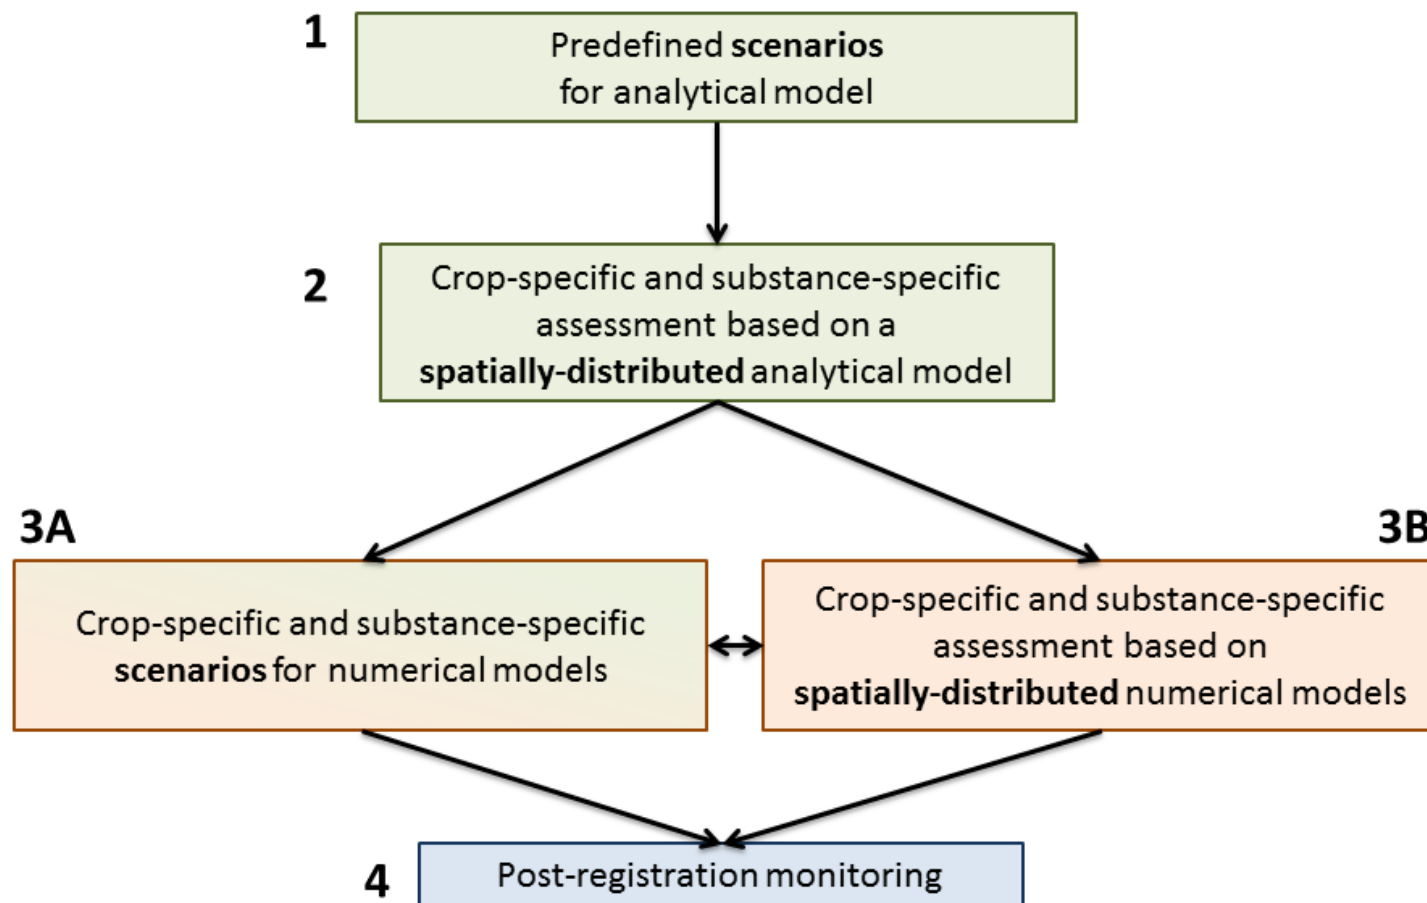 1
Predefined scenarios
for analytical model
2
Crop-specific and substance-specific
assessment based on a
spatially-distributed analytical model
3A
Crop-specific and substance-specific
scenarios for numerical models
3B
Crop-specific and substance-specific
assessment based on
spatially-distributed numerical models
4
Post-registration monitoring